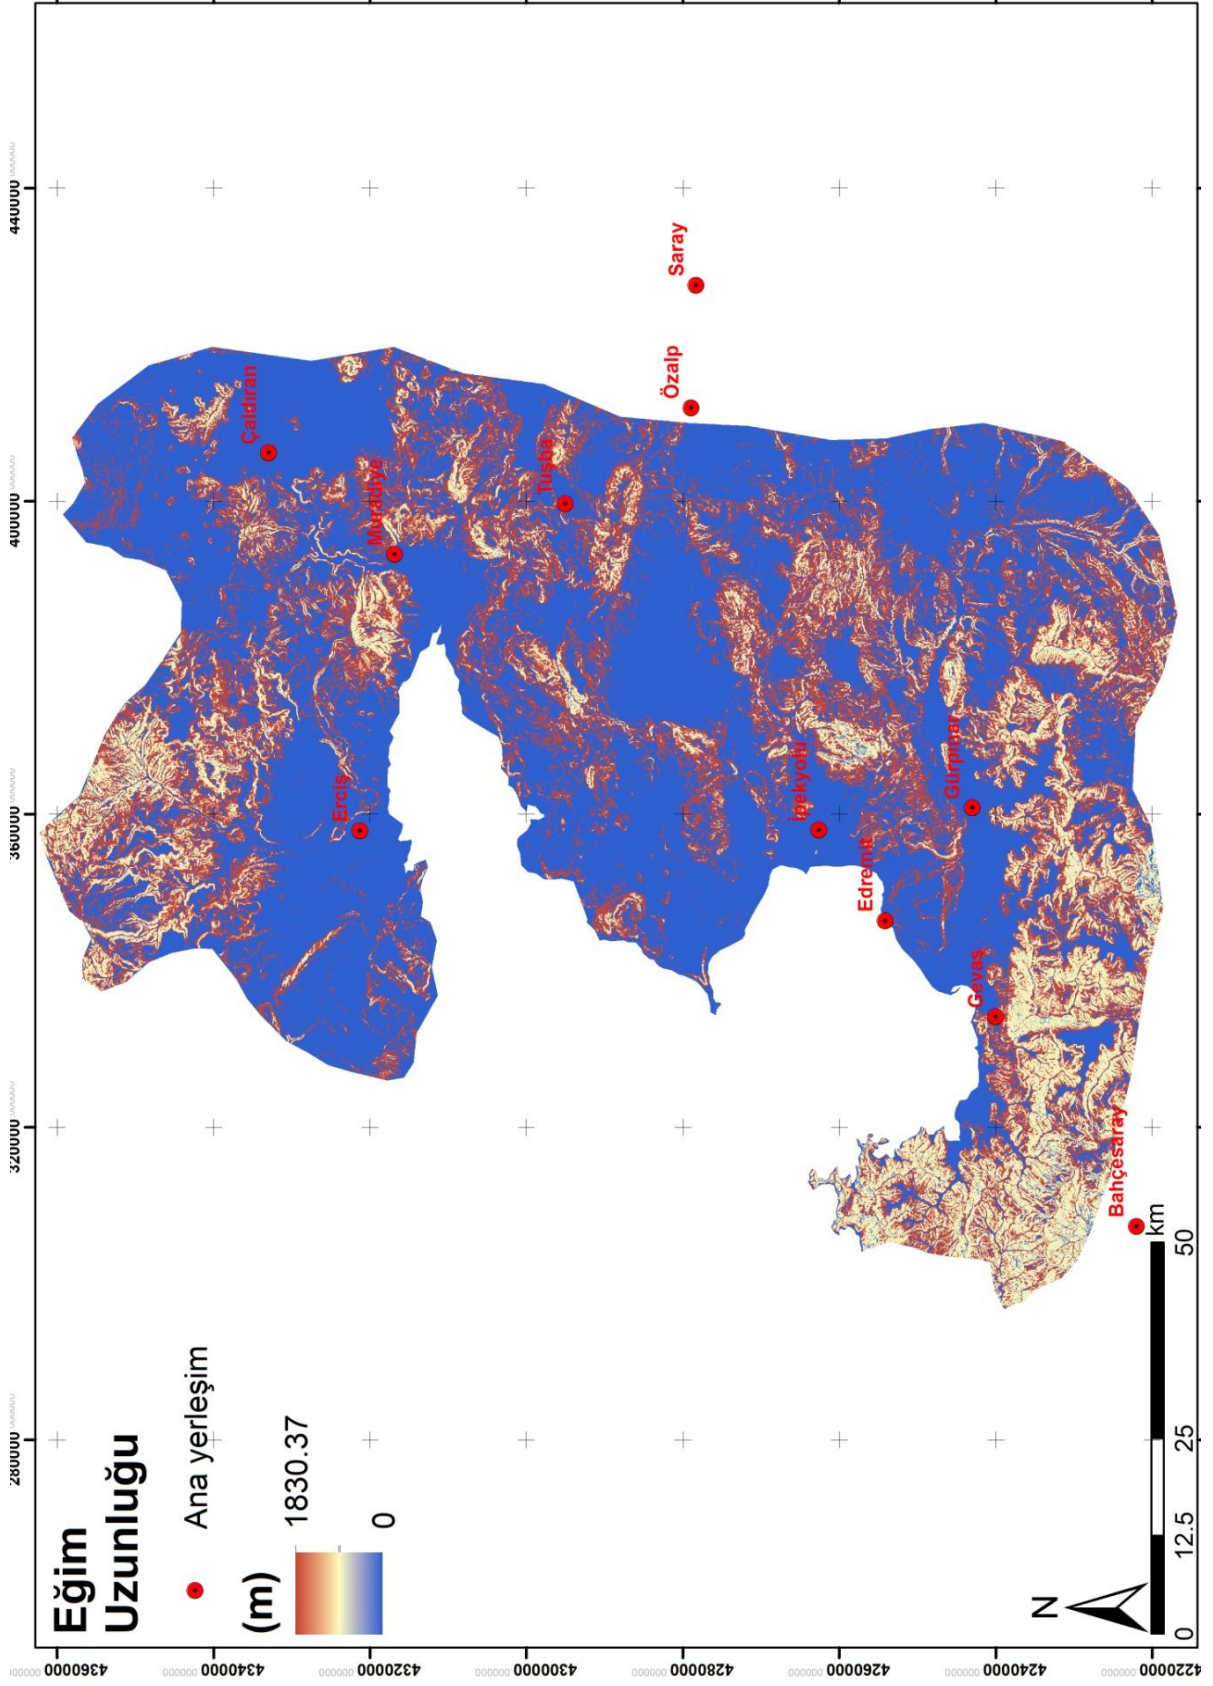 Eğim
Uzunluğu
Ana yerleşim
(m)
1830.37
0
N
0 12.5 25 50
km
280000 320000 360000 400000 440000
4360000
4340000
4320000
4300000
4280000
4260000
4240000
4220000
Çaldıran
Muradiye
Erciş
Tuşba
Özalp
Saray
İpekyolu
Edremit
Gürpınar
Gevaş
Bahçesaray